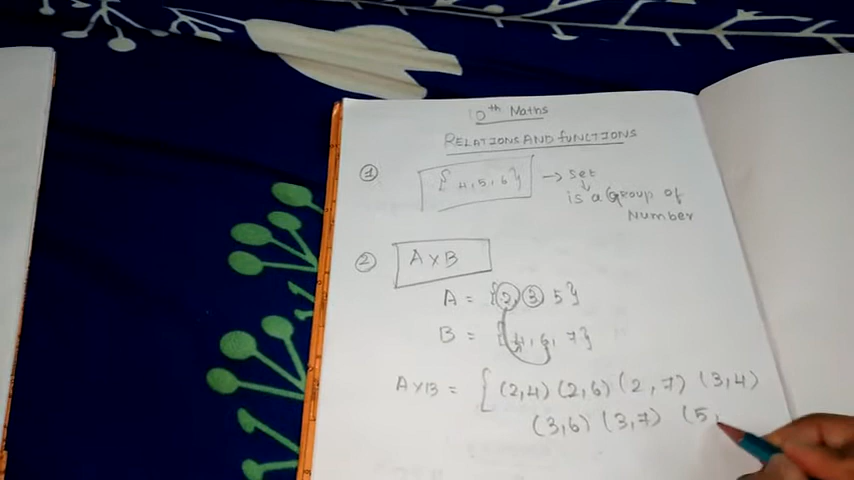 10th Maths
RELATIONS AND FUNCTIONS
① {4,5,6} → set
↓
is a Group of
Number
② A×B
A = {2, 3 5}
B = {4, 6, 7}
A×B = { (2,4) (2,6) (2,7) (3,4)
(3,6) (3,7) (5,